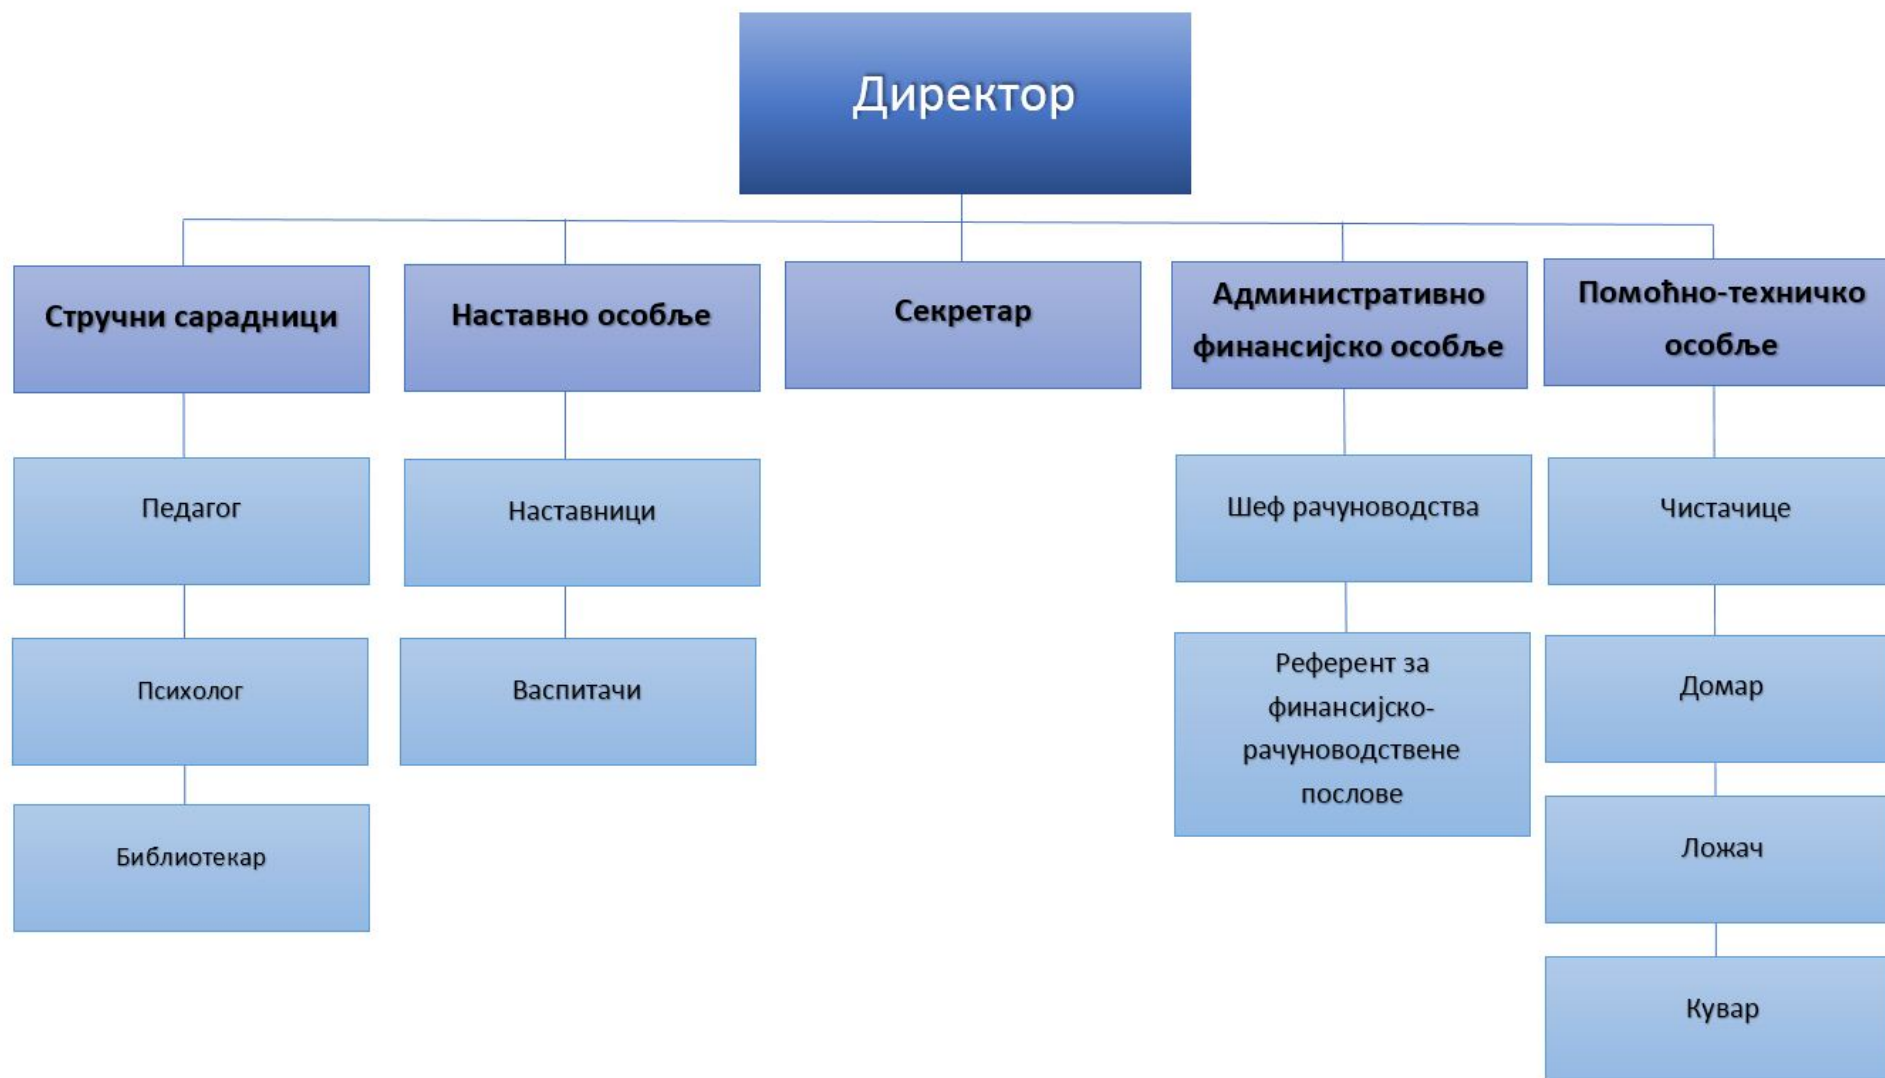 Директор
Стручни сарадници
Наставно особље
Секретар
Административно
финансијско особље
Помоћно-техничко
особље
Педагог
Наставници
Шеф рачуноводства
Чистачице
Психолог
Васпитачи
Референт за
финансијско-
рачуноводствене
послове
Домар
Библиотекар
Ложач
Кувар